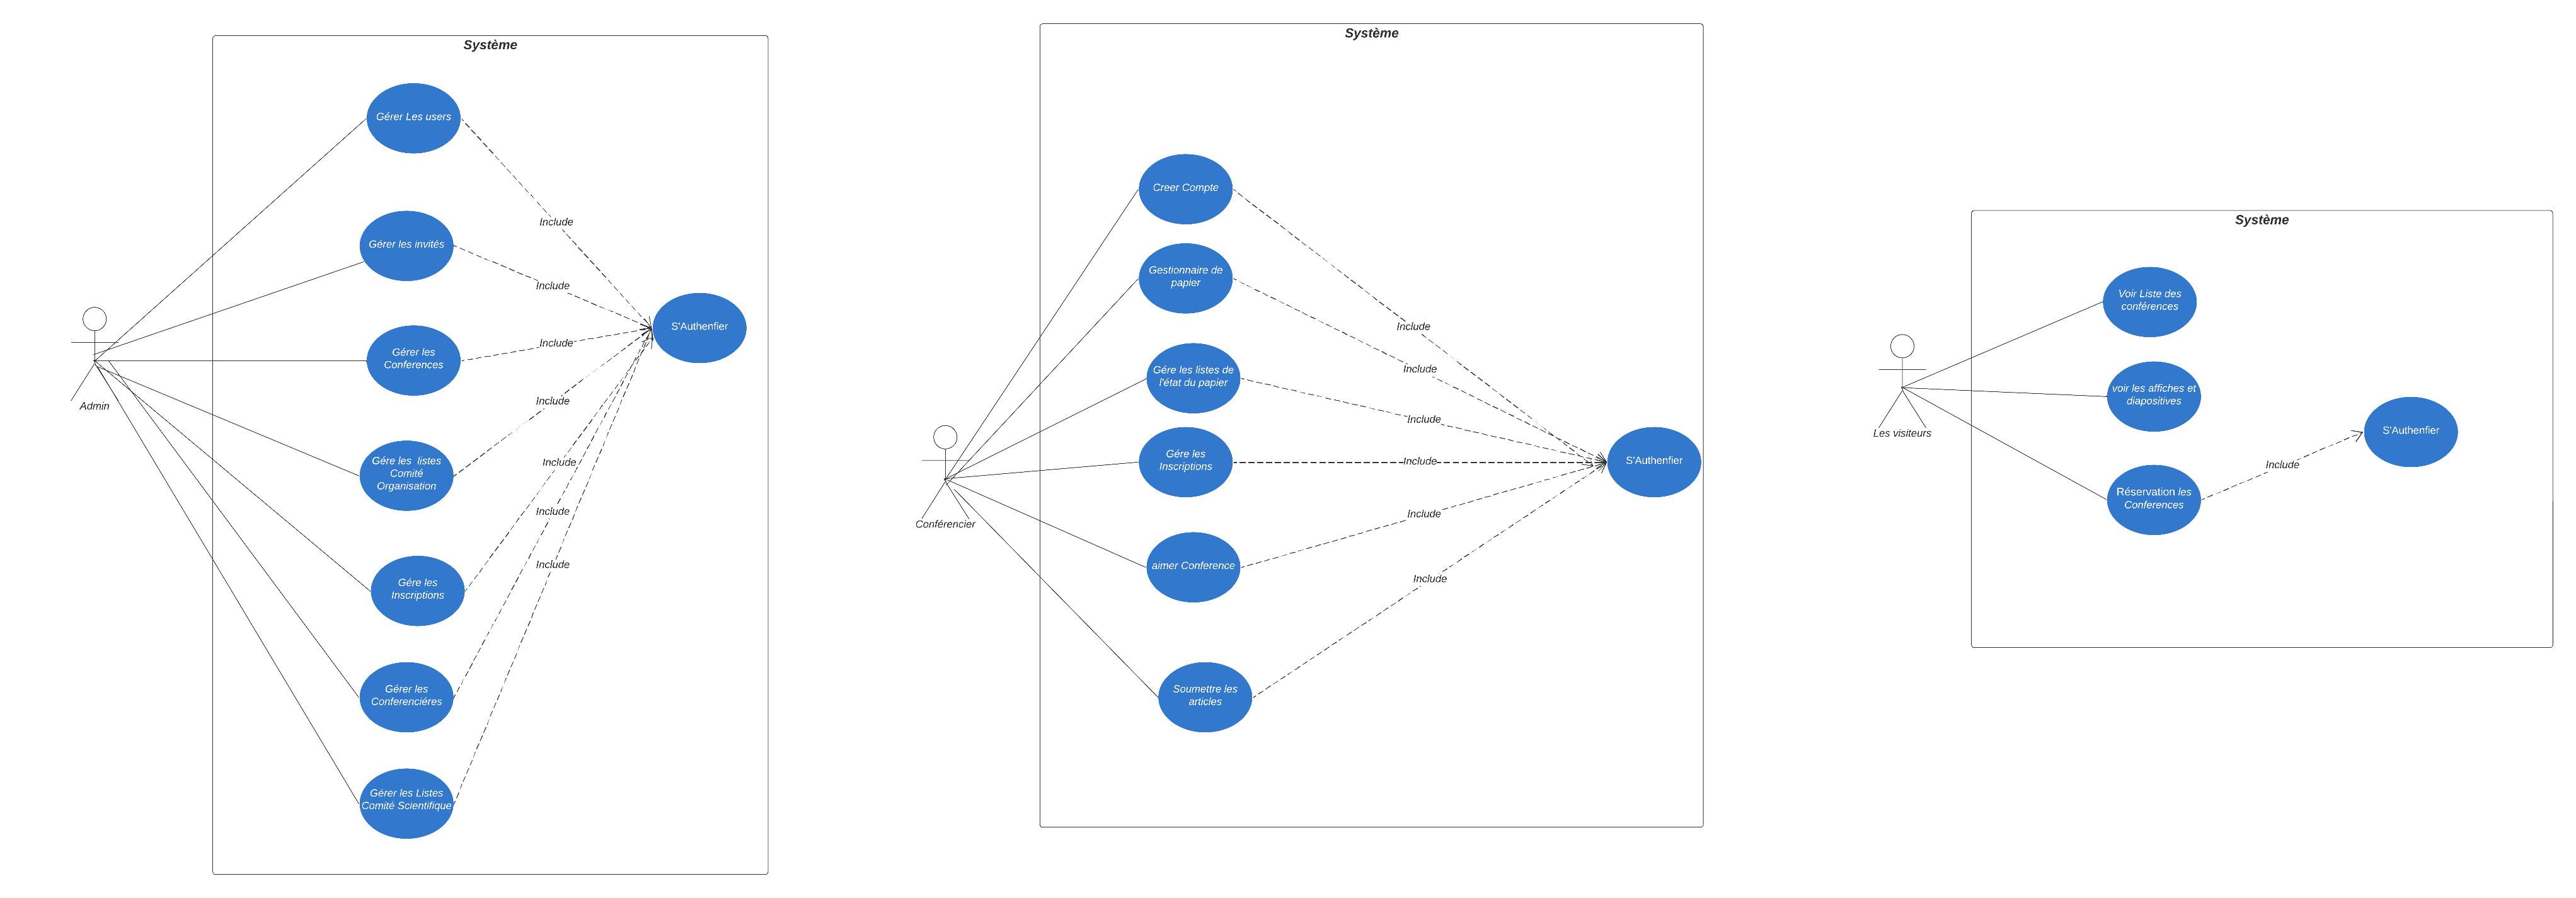 Système
Gérer Les users
Include
Gérer les invités
Include
S'Authenfier
Gérer les
Conferences
Include
Admin
Include
Gére les  listes
Comité
Organisation
Include
Include
Include
Gére les
Inscriptions
Gérer les
Conferenciéres
Gérer les Listes
Comité Scientifique
Système
Creer Compte
Gestionnaire de
papier
Include
Include
Gére les listes de
l'état du papier
Include
Gére les
Inscriptions
Include
S'Authenfier
Conférencier
Include
aimer Conference
Include
Soumettre les
articles
Système
Voir Liste des
conférences
voir les affiches et
diapositives
Les visiteurs
S'Authenfier
Include
Réservation les
Conferences